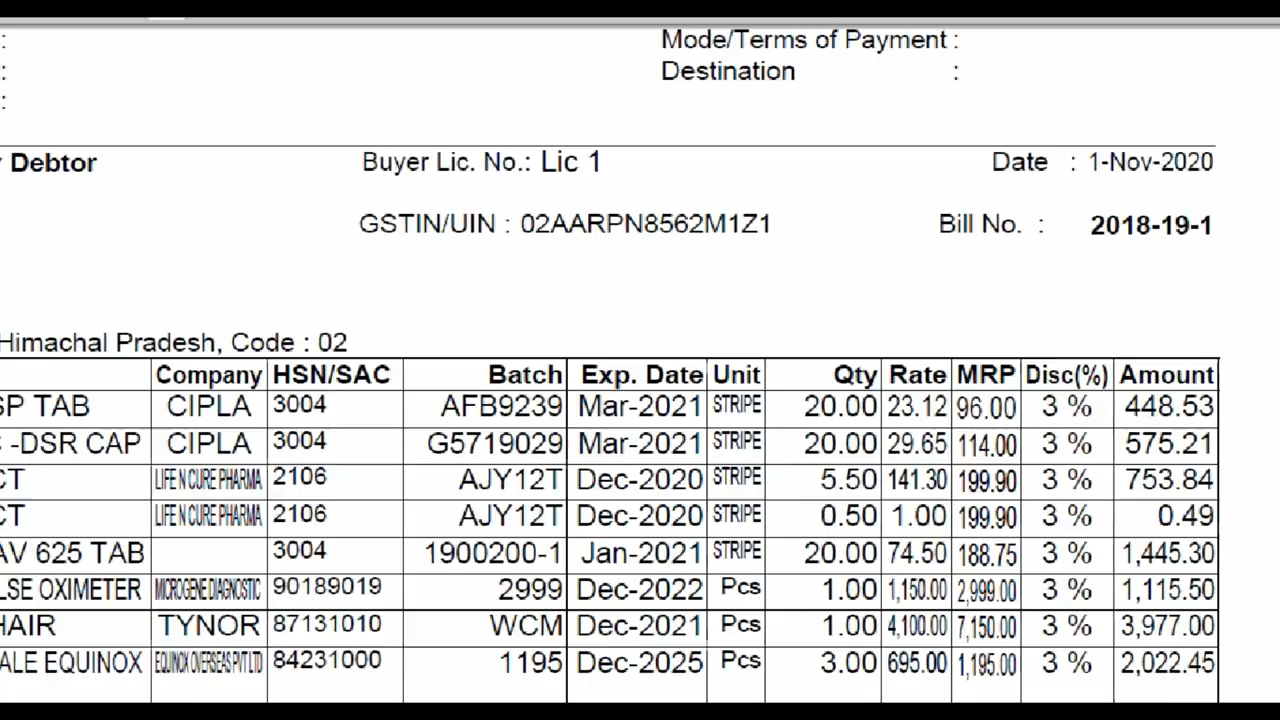 : Mode/Terms of Payment :
: Destination :
:
Debtor Buyer Lic. No.: Lic 1 Date : 1-Nov-2020
GSTIN/UIN : 02AARPN8562M1Z1 Bill No. : 2018-19-1
Himachal Pradesh, Code : 02
Company HSN/SAC Batch Exp. Date Unit Qty Rate MRP Disc(%) Amount
SP TAB CIPLA 3004 AFB9239 Mar-2021 STRIPE 20.00 23.12 96.00 3 % 448.53
-DSR CAP CIPLA 3004 G5719029 Mar-2021 STRIPE 20.00 29.65 114.00 3 % 575.21
CT LIFE N CURE PHARMA 2106 AJY12T Dec-2020 STRIPE 5.50 141.30 199.90 3 % 753.84
CT LIFE N CURE PHARMA 2106 AJY12T Dec-2020 STRIPE 0.50 1.00 199.90 3 % 0.49
AV 625 TAB 3004 1900200-1 Jan-2021 STRIPE 20.00 74.50 188.75 3 % 1,445.30
LSE OXIMETER MICROGENE DIAGNOSTIC 90189019 2999 Dec-2022 Pcs 1.00 1,150.00 2,999.00 3 % 1,115.50
HAIR TYNOR 87131010 WCM Dec-2021 Pcs 1.00 4,100.00 7,150.00 3 % 3,977.00
ALE EQUINOX EQUINOX OVERSEAS PVT LTD 84231000 1195 Dec-2025 Pcs 3.00 695.00 1,195.00 3 % 2,022.45